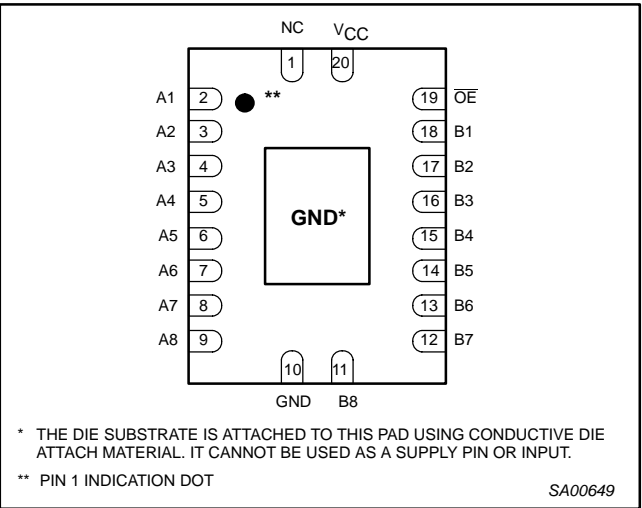 NC VCC
1 20
A1 2 ** 19 OE
A2 3 18 B1
A3 4 17 B2
A4 5 16 B3
GND*
A5 6 15 B4
A6 7 14 B5
A7 8 13 B6
A8 9 12 B7
10 11
GND B8
* THE DIE SUBSTRATE IS ATTACHED TO THIS PAD USING CONDUCTIVE DIE
ATTACH MATERIAL. IT CANNOT BE USED AS A SUPPLY PIN OR INPUT.
** PIN 1 INDICATION DOT
SA00649